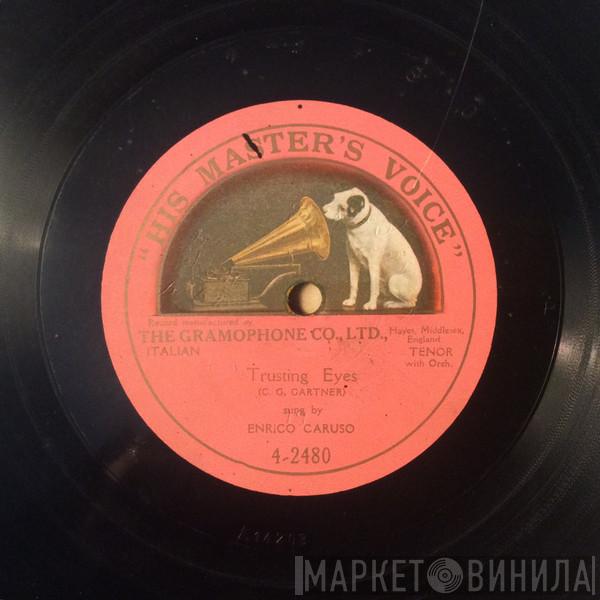 "HIS MASTER'S VOICE"
Record manufactured by
THE GRAMOPHONE CO., LTD., Hayes, Middlesex, England
ITALIAN
TENOR
with Orch.
Trusting Eyes
(C. G. GARTNER)
sung by
ENRICO CARUSO
4-2480
МАРКЕТ ВИНИЛА